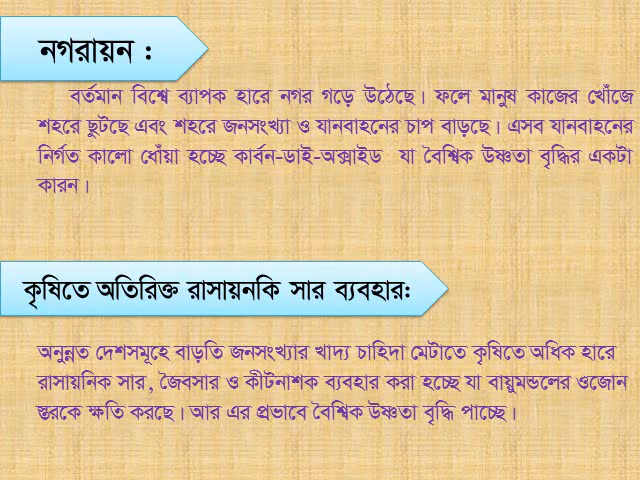 নগরায়ন :
বর্তমান বিশ্বে ব্যাপক হারে নগর গড়ে উঠেছে। ফলে মানুষ কাজের খোঁজে
শহরে ছুটছে এবং শহরে জনসংখ্যা ও যানবাহনের চাপ বাড়ছে। এসব যানবাহনের
নির্গত কালো ধোঁয়া হচ্ছে কার্বন-ডাই-অক্সাইড যা বৈশ্বিক উষ্ণতা বৃদ্ধির একটা
কারন।
কৃষিতে অতিরিক্ত রাসায়নকি সার ব্যবহার:
অনুন্নত দেশসমূহে বাড়তি জনসংখ্যার খাদ্য চাহিদা মেটাতে কৃষিতে অধিক হারে
রাসায়নিক সার, জৈবসার ও কীটনাশক ব্যবহার করা হচ্ছে যা বায়ুমন্ডলের ওজোন
স্তরকে ক্ষতি করছে। আর এর প্রভাবে বৈশ্বিক উষ্ণতা বৃদ্ধি পাচ্ছে।